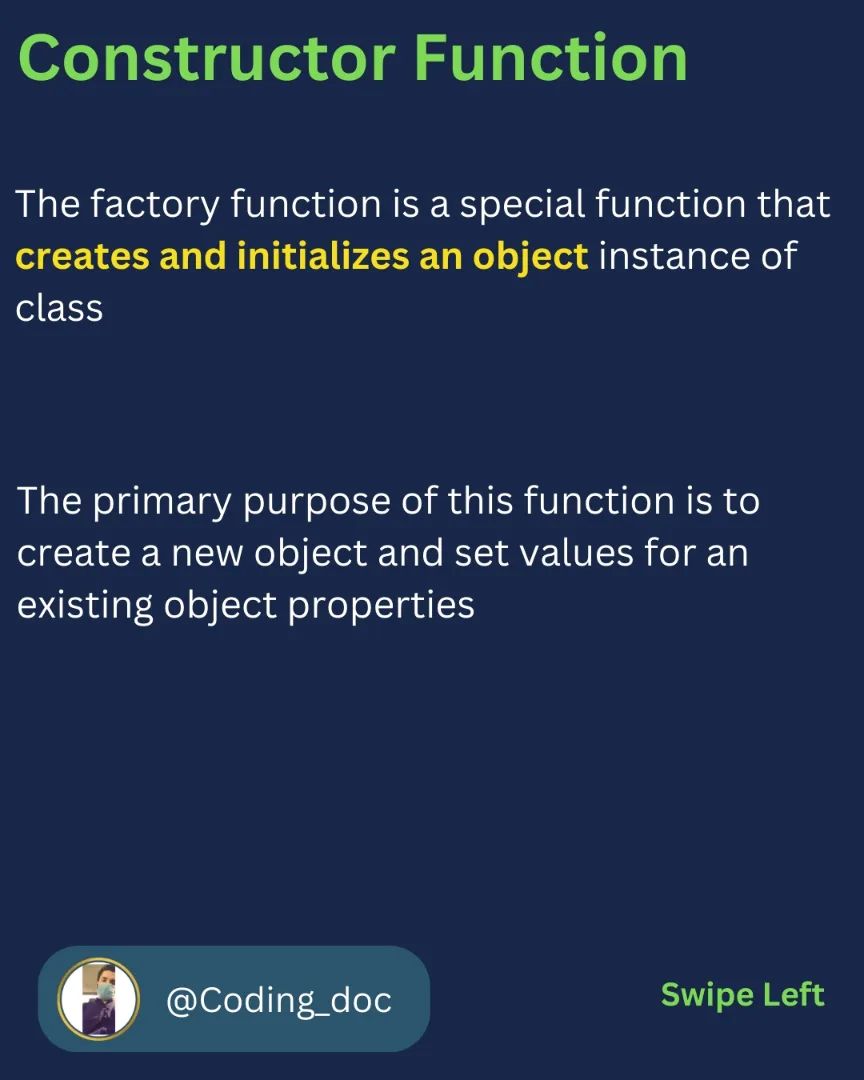 Constructor Function
The factory function is a special function that
creates and initializes an object instance of
class
The primary purpose of this function is to
create a new object and set values for an
existing object properties
@Coding_doc
Swipe Left